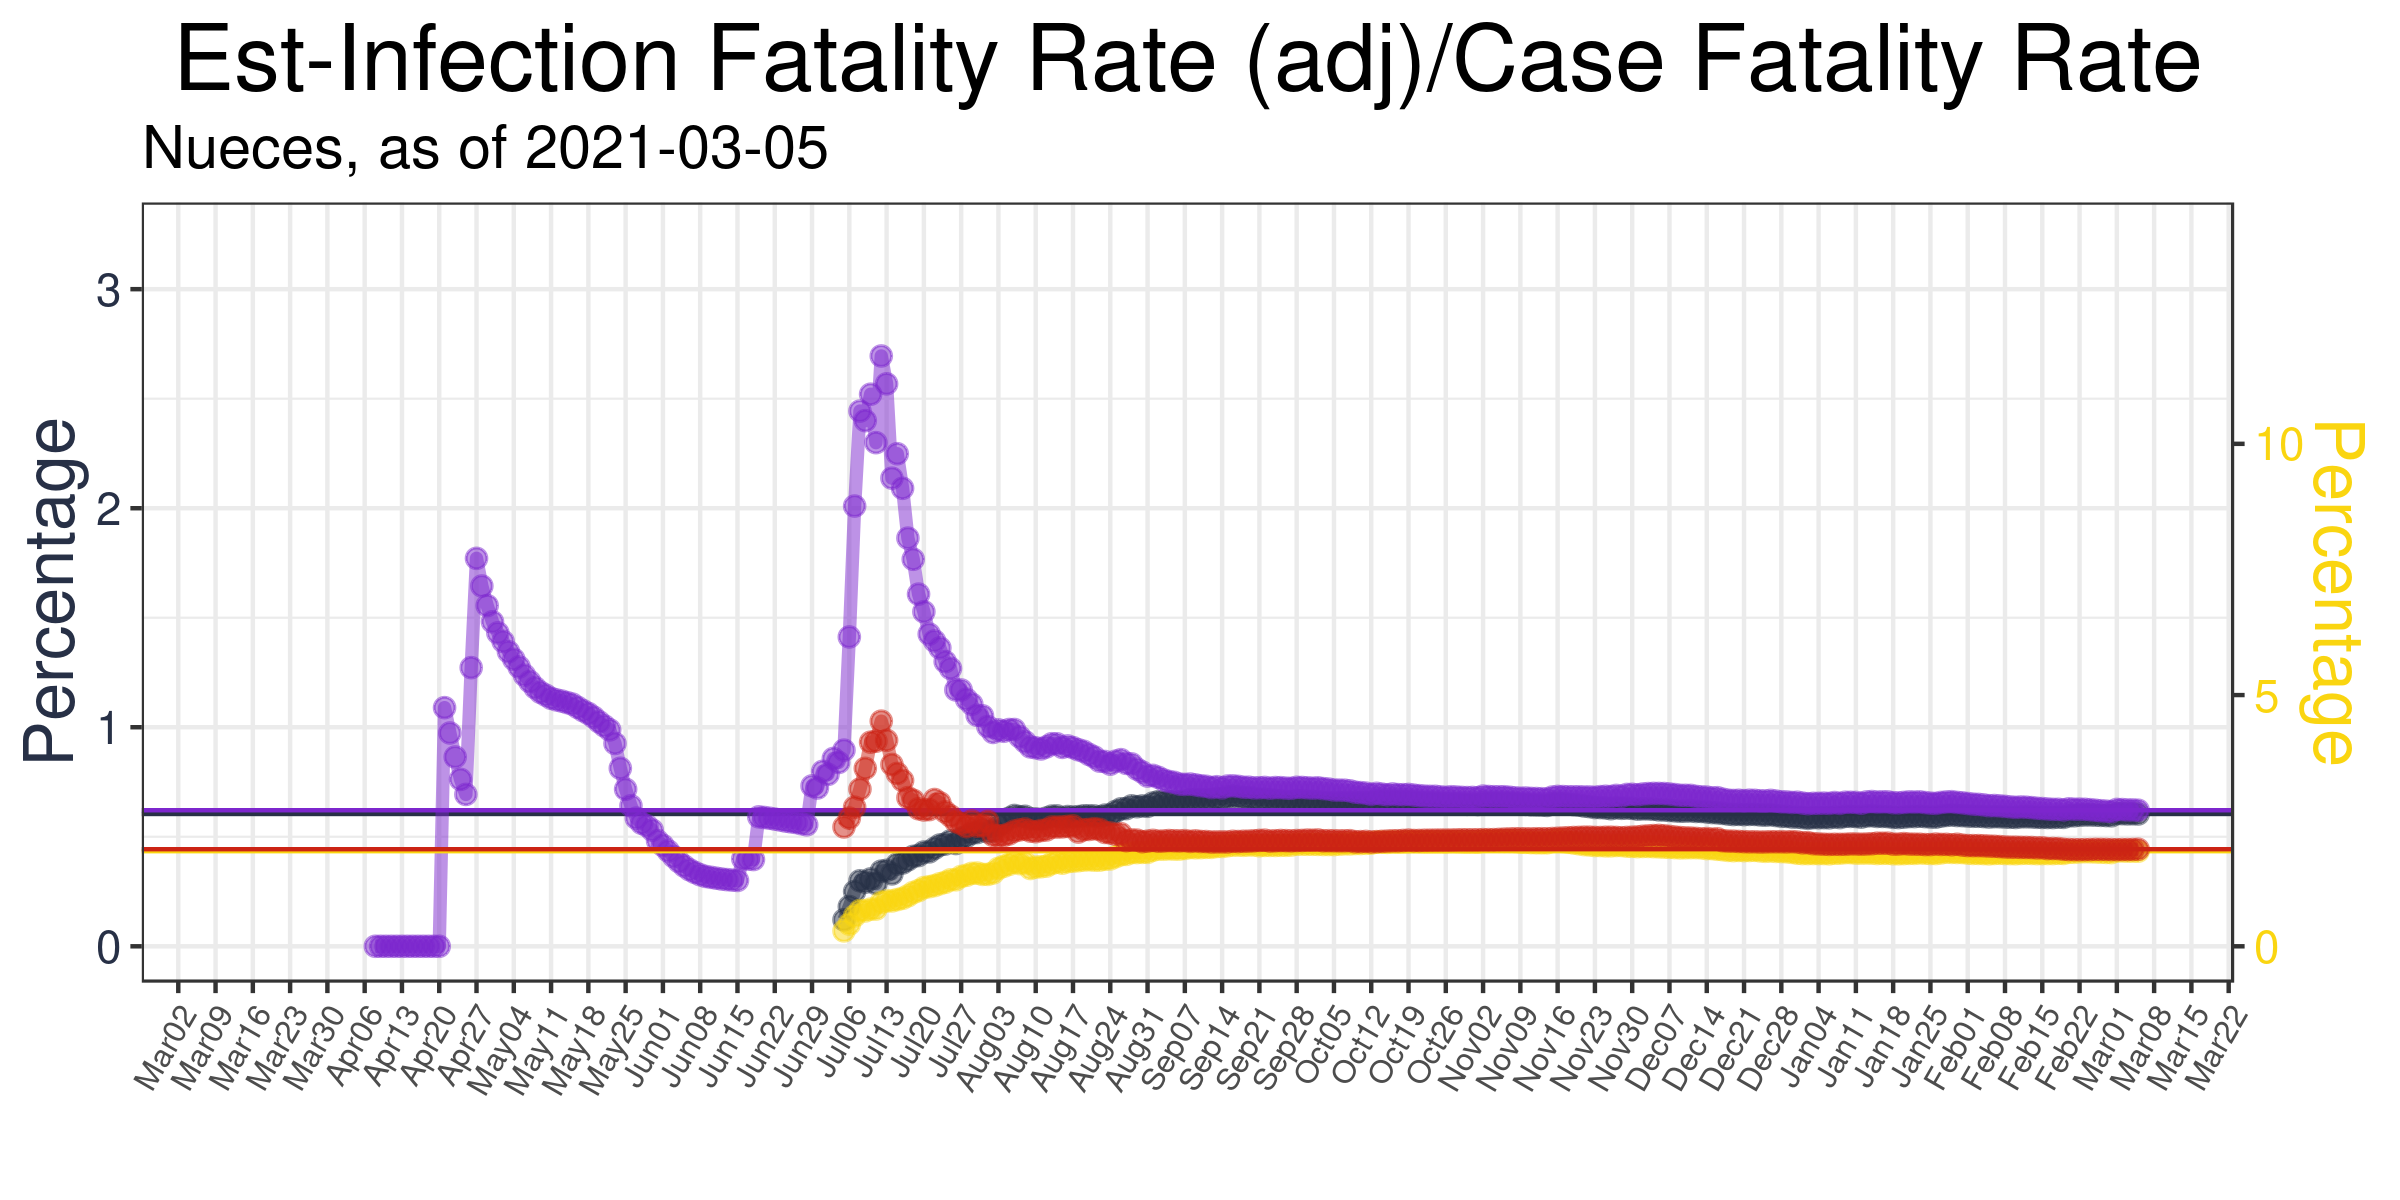 Est-Infection Fatality Rate (adj)/Case Fatality Rate
Nueces, as of 2021-03-05
Percentage
3
2
1
0
10
5
0
Percentage
Mar02
Mar09
Mar16
Mar23
Mar30
Apr06
Apr13
Apr20
Apr27
May04
May11
May18
May25
Jun01
Jun08
Jun15
Jun22
Jun29
Jul06
Jul13
Jul20
Jul27
Aug03
Aug10
Aug17
Aug24
Aug31
Sep07
Sep14
Sep21
Sep28
Oct05
Oct12
Oct19
Oct26
Nov02
Nov09
Nov16
Nov23
Nov30
Dec07
Dec14
Dec21
Dec28
Jan04
Jan11
Jan18
Jan25
Feb01
Feb08
Feb15
Feb22
Mar01
Mar08
Mar15
Mar22